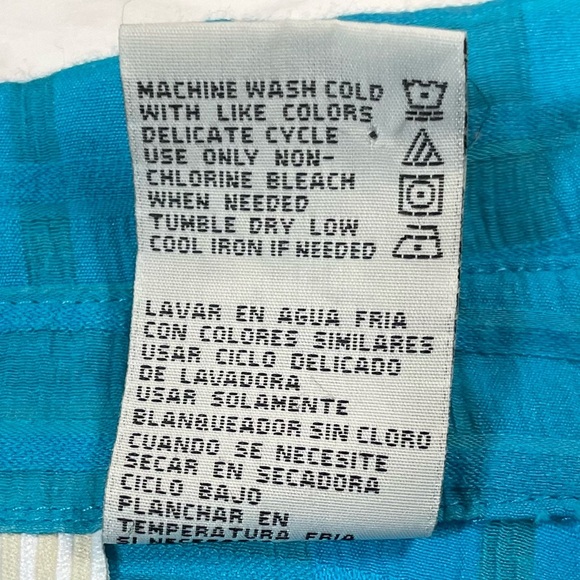 MACHINE WASH COLD
WITH LIKE COLORS
DELICATE CYCLE
USE ONLY NON-
CHLORINE BLEACH
WHEN NEEDED
TUMBLE DRY LOW
COOL IRON IF NEEDED
LAVAR EN AGUA FRIA
CON COLORES SIMILARES
USAR CICLO DELICADO
DE LAVADORA
USAR SOLAMENTE
BLANQUEADOR SIN CLORO
CUANDO SE NECESITE
SECAR EN SECADORA
CICLO BAJO
PLANCHAR EN
TEMPERATURA FRIA
SI NECESARIO